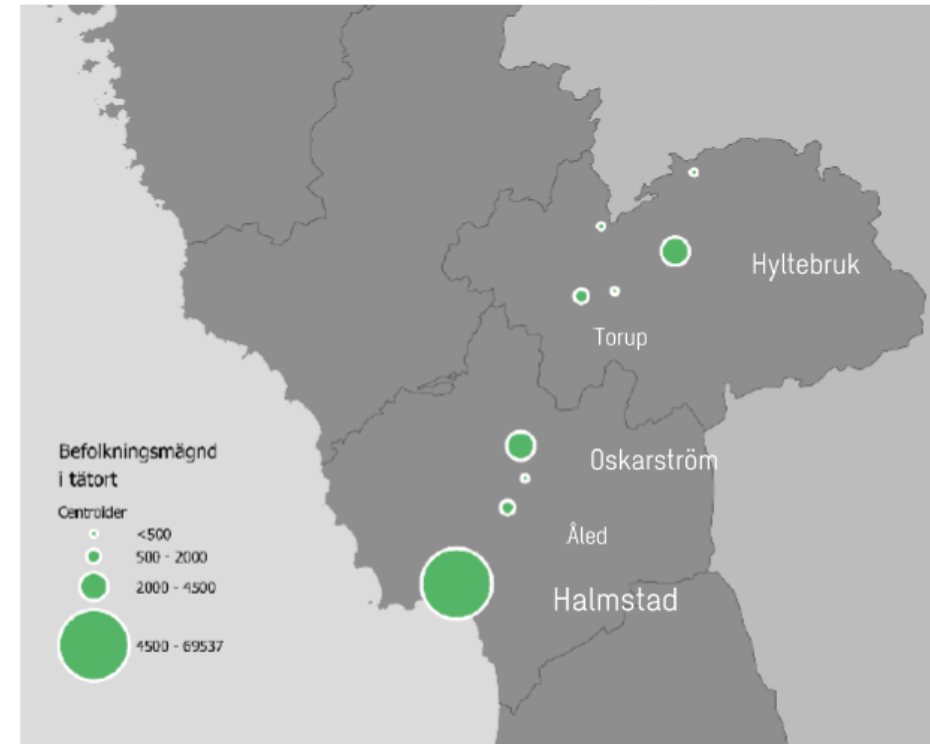 Hyltebruk
Torup
Oskarström
Åled
Halmstad
Befolkningsmägnd
i tätort
Centroider
<500
500 - 2000
2000 - 4500
4500 - 69537